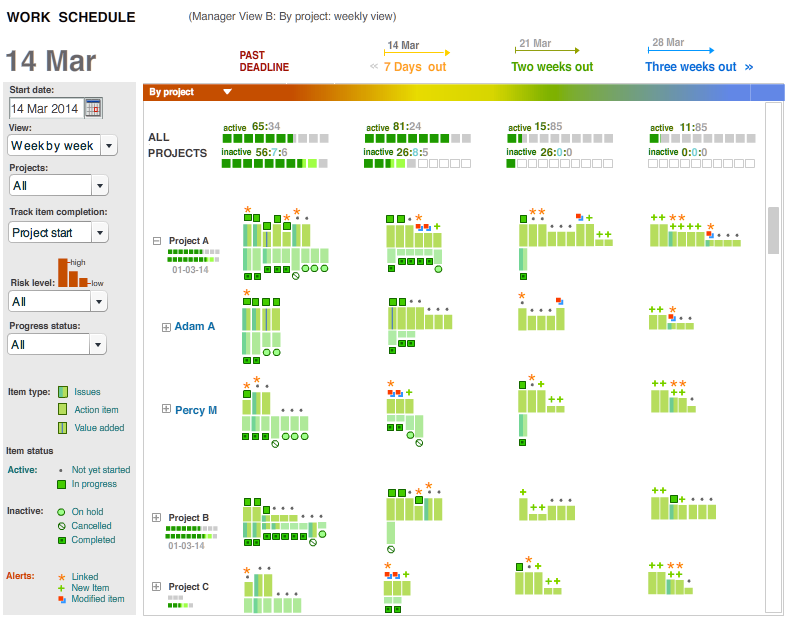 WORK SCHEDULE
(Manager View B: By project: weekly view)
14 Mar
PAST DEADLINE
14 Mar
« 7 Days out
21 Mar
Two weeks out
28 Mar
Three weeks out »
Start date:
14 Mar 2014
View:
Week by week
Projects:
All
Track item completion:
Project start
high
low
Risk level:
All
Progress status:
All
Item type:
Issues
Action item
Value added
Item status
Active:
Not yet started
In progress
Inactive:
On hold
Cancelled
Completed
Alerts:
Linked
New Item
Modified item
By project
ALL PROJECTS
active 65:34
inactive 56:7:6
active 81:24
inactive 26:8:5
active 15:85
inactive 26:0:0
active 11:85
inactive 0:0:0
Project A
01-03-14
Adam A
Percy M
Project B
01-03-14
Project C